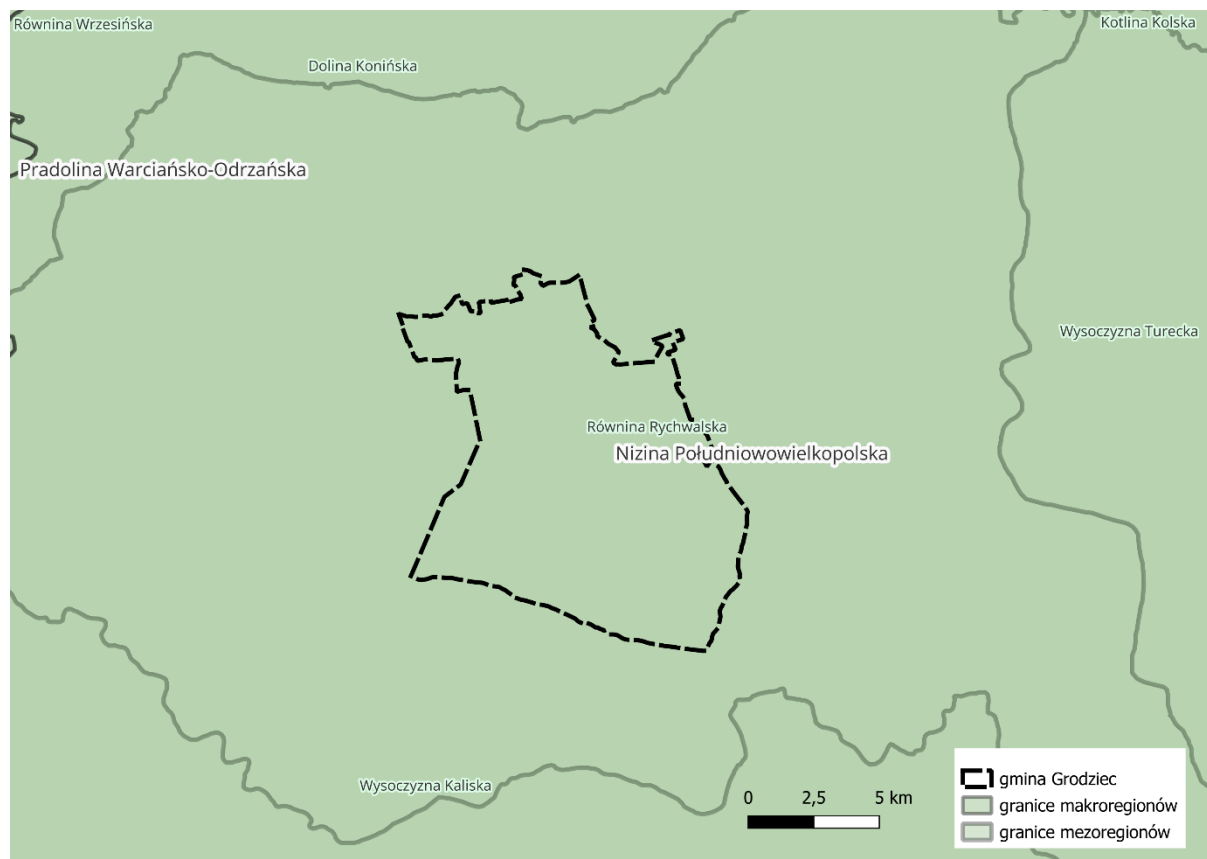 Równina Wrzesińska
Kotlina Kolska
Dolina Konińska
Pradolina Warciańsko-Odrzańska
Wysoczyzna Turecka
Równina Rychwalska
Nizina Południowowielkopolska
Wysoczyzna Kaliska
0 2,5 5 km
gmina Grodziec
granice makroregionów
granice mezoregionów